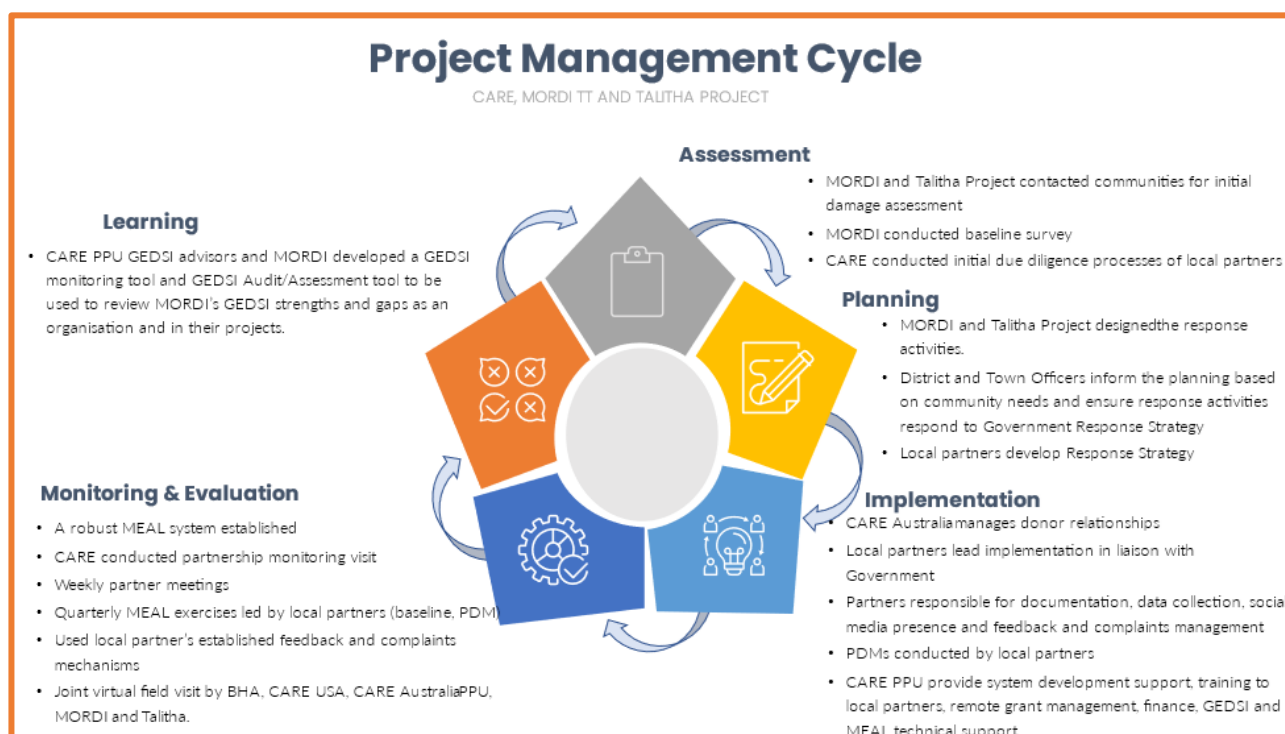 Project Management Cycle
CARE, MORDI TT AND TALITHA PROJECT
Assessment
• MORDI and Talitha Project contacted communities for initial
damage assessment
• MORDI conducted baseline survey
• CARE conducted initial due diligence processes of local partners
Planning
• MORDI and Talitha Project designedthe response
activities.
• District and Town Officers inform the planning based
on community needs and ensure response activities
respond to Government Response Strategy
• Local partners develop Response Strategy
Implementation
• CARE Australiamanages donor relationships
• Local partners lead implementation in liaison with
Government
• Partners responsible for documentation, data collection, social
media presence and feedback and complaints management
• PDMs conducted by local partners
• CARE PPU provide system development support, training to
local partners, remote grant management, finance, GEDSI and
MEAL technical support
Monitoring & Evaluation
• A robust MEAL system established
• CARE conducted partnership monitoring visit
• Weekly partner meetings
• Quarterly MEAL exercises led by local partners (baseline, PDM)
• Used local partner's established feedback and complaints
mechanisms
• Joint virtual field visit by BHA, CARE USA, CARE AustraliaPPU,
MORDI and Talitha.
Learning
• CARE PPU GEDSI advisors and MORDI developed a GEDSI
monitoring tool and GEDSI Audit/Assessment tool to be
used to review MORDI's GEDSI strengths and gaps as an
organisation and in their projects.